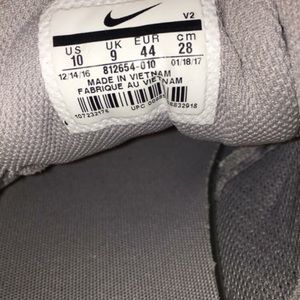 V2
US UK EUR cm
10 9 44 28
12/14/16 812654-010 01/18/17
MADE IN VIETNAM
FABRIQUE AU VIETNAM
UPC